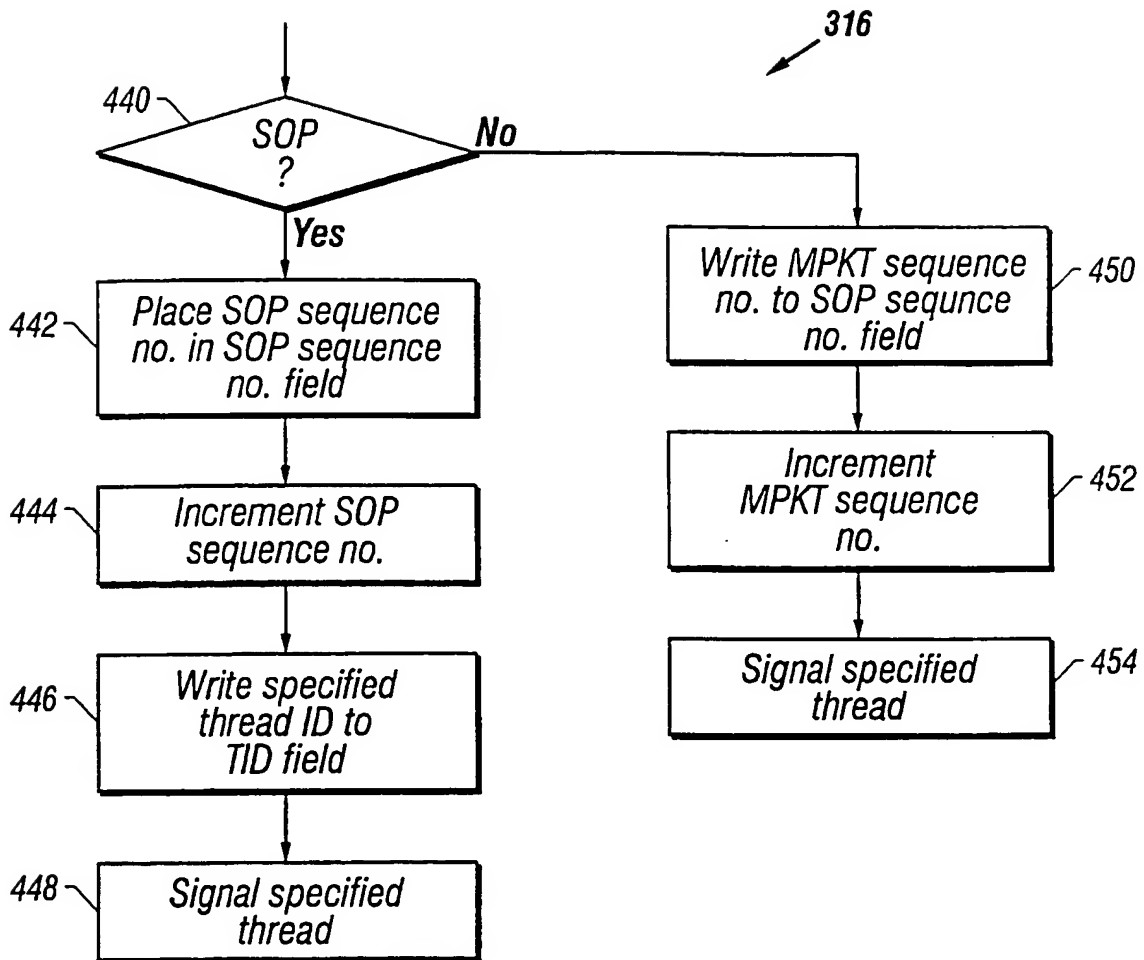 316
440
SOP
?
No
Yes
442
Place SOP sequence
no. in SOP sequence
no. field
444
Increment SOP
sequence no.
446
Write specified
thread ID to
TID field
448
Signal specified
thread
Write MPKT sequence
no. to SOP sequnce
no. field
450
Increment
MPKT sequence
no.
452
Signal specified
thread
454